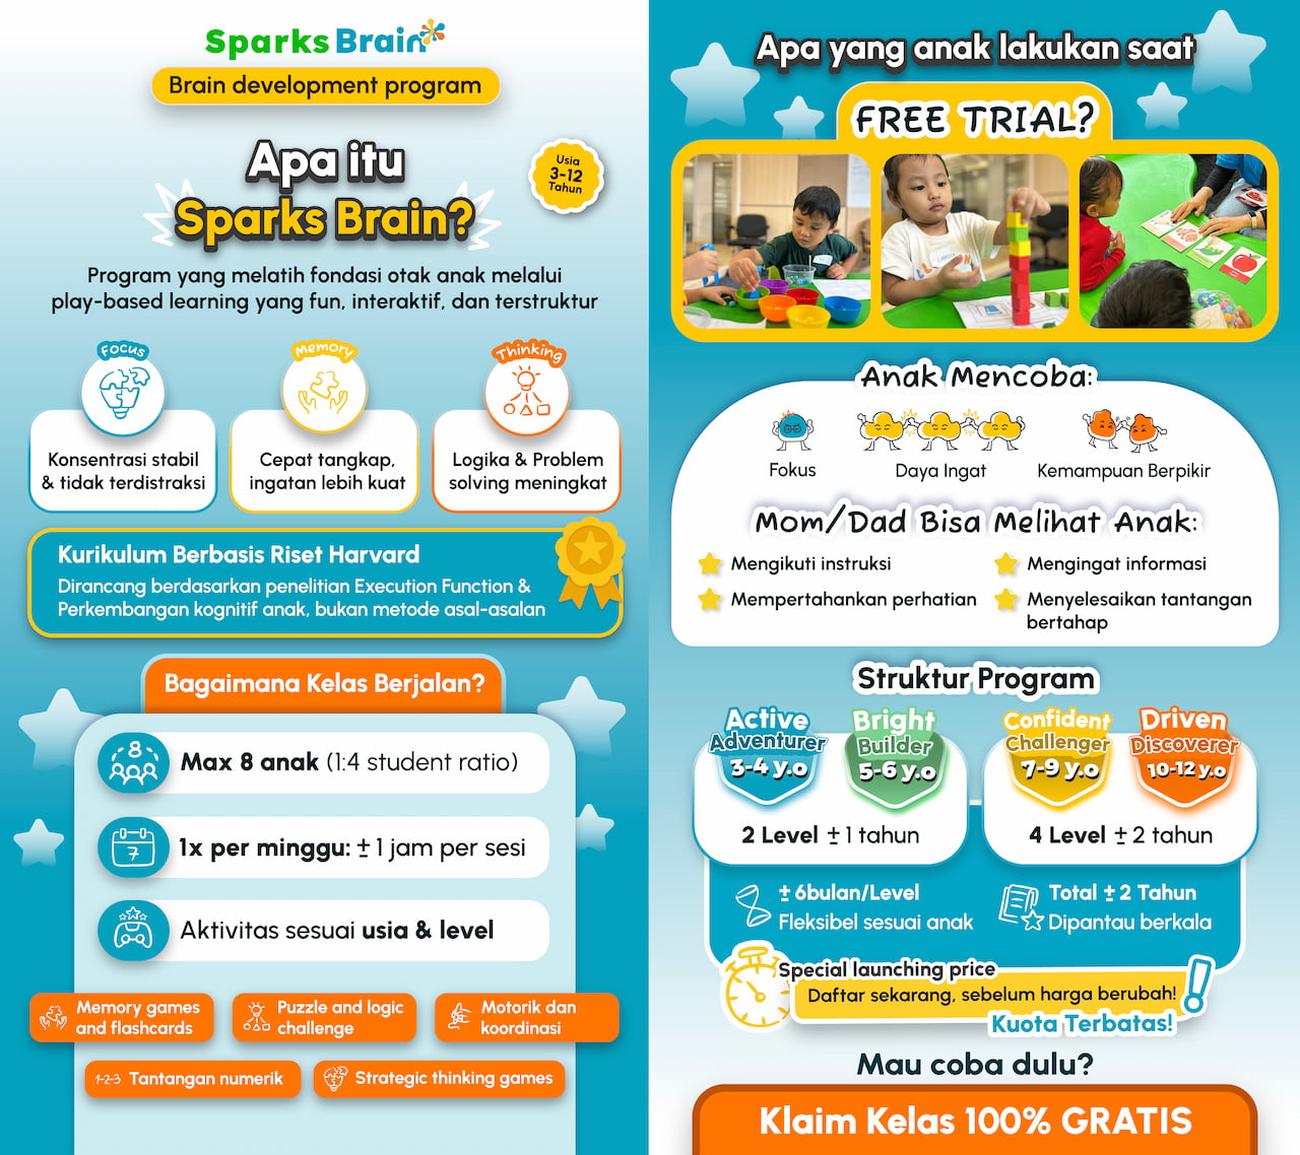 Sparks Brain
Brain development program
Apa itu
Sparks Brain?
Usia
3-12
Tahun
Program yang melatih fondasi otak anak melalui
play-based learning yang fun, interaktif, dan terstruktur
Focus
Konsentrasi stabil
& tidak terdistraksi
Memory
Cepat tangkap,
ingatan lebih kuat
Thinking
Logika & Problem
solving meningkat
Kurikulum Berbasis Riset Harvard
Dirancang berdasarkan penelitian Execution Function &
Perkembangan kognitif anak, bukan metode asal-asalan
Bagaimana Kelas Berjalan?
8
Max 8 anak (1:4 student ratio)
7
1x per minggu: ± 1 jam per sesi
Aktivitas sesuai usia & level
Memory games
and flashcards
Puzzle and logic
challenge
Motorik dan
koordinasi
1-2-3 Tantangan numerik
Strategic thinking games
Apa yang anak lakukan saat
FREE TRIAL?
Anak Mencoba:
Fokus
Daya Ingat
Kemampuan Berpikir
Mom/Dad Bisa Melihat Anak:
Mengikuti instruksi
Mengingat informasi
Mempertahankan perhatian
Menyelesaikan tantangan
bertahap
Struktur Program
Active
Adventurer
3-4 y.o
Bright
Builder
5-6 y.o
2 Level ± 1 tahun
Confident
Challenger
7-9 y.o
Driven
Discoverer
10-12 y.o
4 Level ± 2 tahun
± 6bulan/Level
Fleksibel sesuai anak
Total ± 2 Tahun
Dipantau berkala
Special launching price
Daftar sekarang, sebelum harga berubah!
Kuota Terbatas!
Mau coba dulu?
Klaim Kelas 100% GRATIS